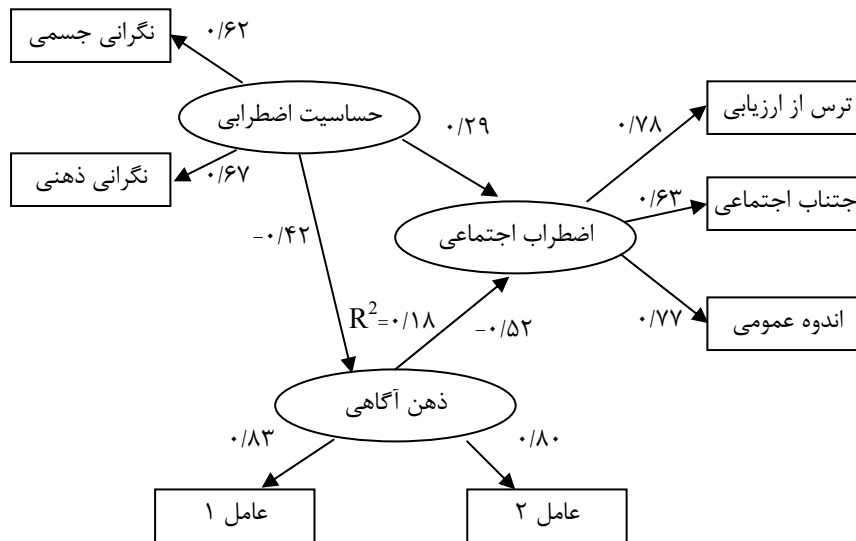 نگرانی جسمی
۰/۶۲
حساسیت اضطرابی
ترس از ارزیابی
۰/۷۸
۰/۲۹
نگرانی ذهنی
۰/۶۷
جتناب اجتماعی
۰/۶۳
اضطراب اجتماعی
-۰/۴۲
اندوه عمومی
۰/۷۷
R²=۰/۱۸
-۰/۵۲
ذهن آگاهی
۰/۸۳
۰/۸۰
عامل ۱
عامل ۲